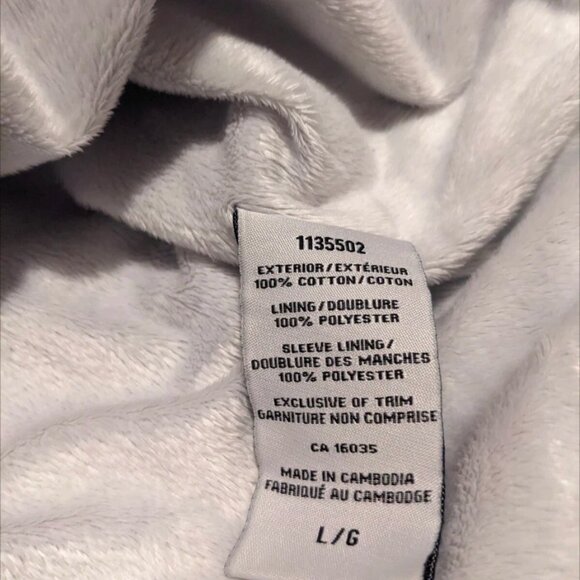 1135502
EXTERIOR/EXTÉRIEUR
100% COTTON/COTON
LINING/DOUBLURE
100% POLYESTER
SLEEVE LINING/
DOUBLURE DES MANCHES
100% POLYESTER
EXCLUSIVE OF TRIM
GARNITURE NON COMPRISE
CA 16035
MADE IN CAMBODIA
FABRIQUÉ AU CAMBODGE
L/G